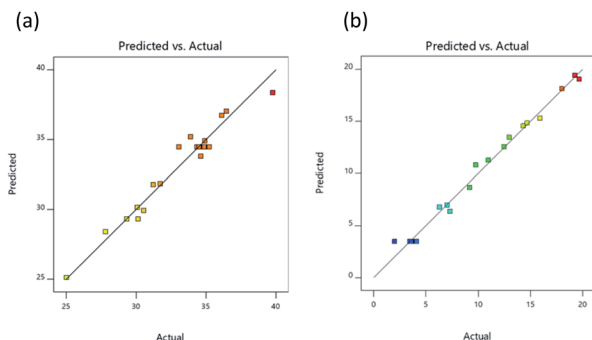 (a)
Predicted vs. Actual
40
35
30
25
Predicted
25 30 35 40
Actual
(b)
Predicted vs. Actual
20
15
10
5
0
Predicted
0 5 10 15 20
Actual